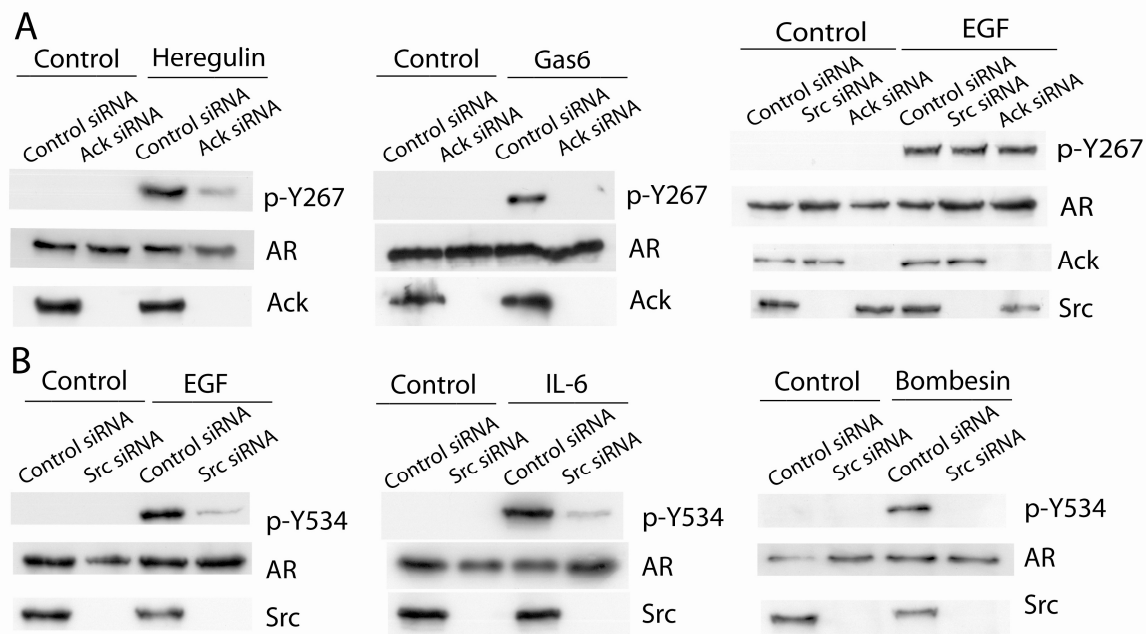 A
Control Heregulin
Control siRNA Ack siRNA Control siRNA Ack siRNA
p-Y267
AR
Ack
Control Gas6
Control siRNA Ack siRNA Control siRNA Ack siRNA
p-Y267
AR
Ack
Control EGF
Control siRNA Src siRNA Ack siRNA Control siRNA Src siRNA Ack siRNA
p-Y267
AR
Ack
Src
B
Control EGF
Control siRNA Src siRNA Control siRNA Src siRNA
p-Y534
AR
Src
Control IL-6
Control siRNA Src siRNA Control siRNA Src siRNA
p-Y534
AR
Src
Control Bombesin
Control siRNA Src siRNA Control siRNA Src siRNA
p-Y534
AR
Src